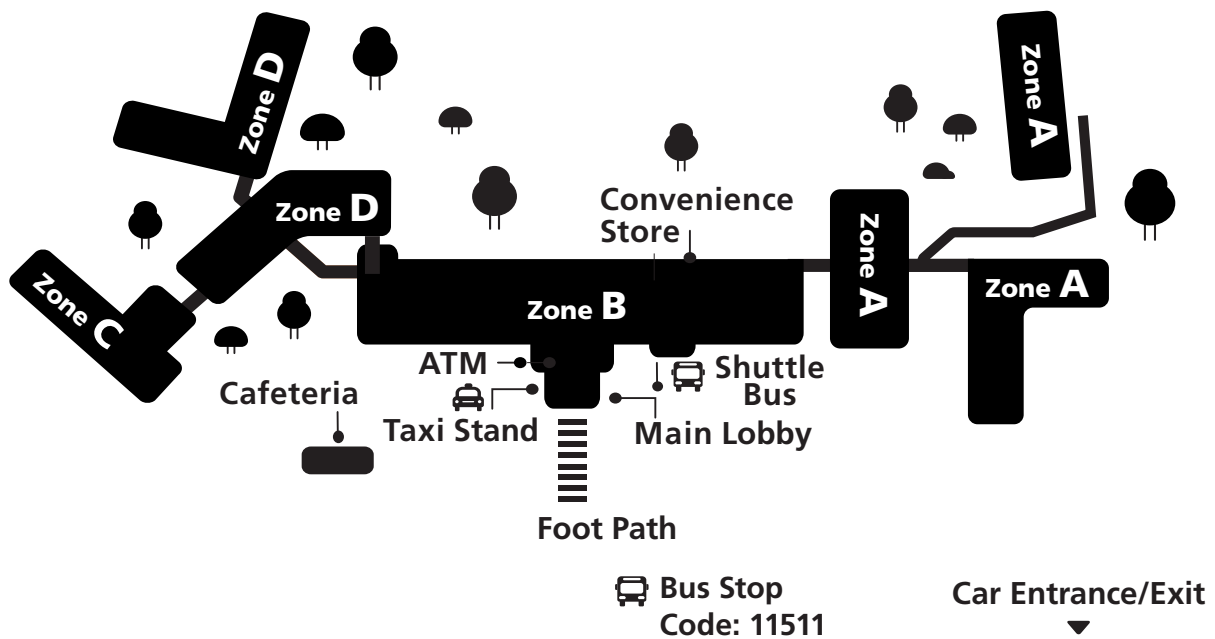 Zone D
Zone A
Zone D
Convenience
Store
Zone A
Zone C
Zone B
Zone A
ATM
Shuttle
Bus
Cafeteria
Taxi Stand
Main Lobby
Foot Path
Bus Stop
Code: 11511
Car Entrance/Exit